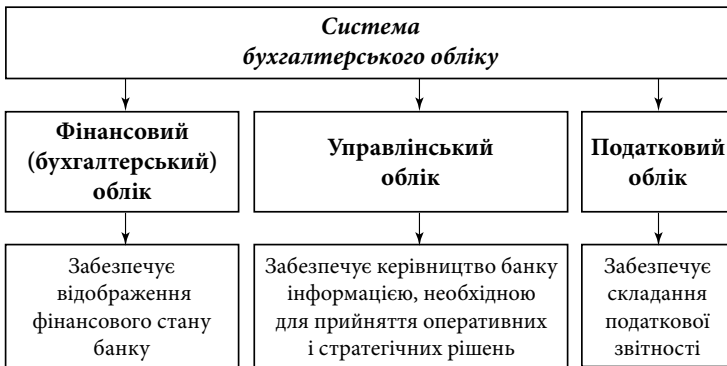 Система
бухгалтерського обліку
Фінансовий
(бухгалтерський)
облік
Управлінський
облік
Податковий
облік
Забезпечує
відображення
фінансового стану
банку
Забезпечує керівництво банку
інформацією, необхідною
для прийняття оперативних
і стратегічних рішень
Забезпечує
складання
податкової
звітності